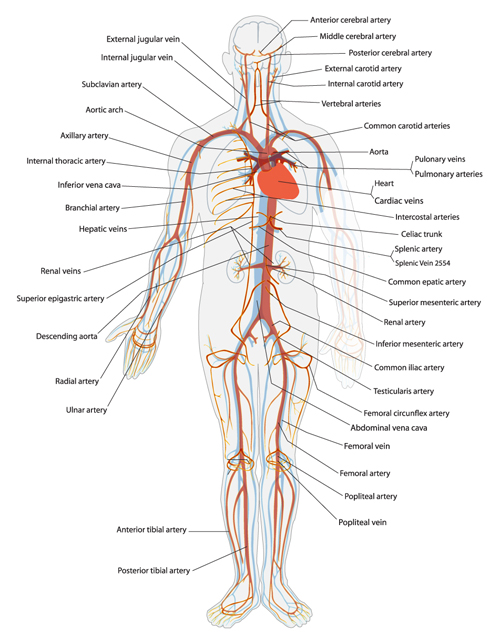 Anterior cerebral artery
Middle cerebral artery
Posterior cerebral artery
External carotid artery
Internal carotid artery
Vertebral arteries
Common carotid arteries
Aorta
Pulonary veins
Pulmonary arteries
Heart
Cardiac veins
Intercostal arteries
Celiac trunk
Splenic artery
Splenic Vein 2554
Common epatic artery
Superior mesenteric artery
Renal artery
Inferior mesenteric artery
Common iliac artery
Testicularis artery
Femoral circunflex artery
Abdominal vena cava
Femoral vein
Femoral artery
Popliteal artery
Popliteal vein
External jugular vein
Internal jugular vein
Subclavian artery
Aortic arch
Axillary artery
Internal thoracic artery
Inferior vena cava
Branchial artery
Hepatic veins
Renal veins
Superior epigastric artery
Descending aorta
Radial artery
Ulnar artery
Anterior tibial artery
Posterior tibial artery